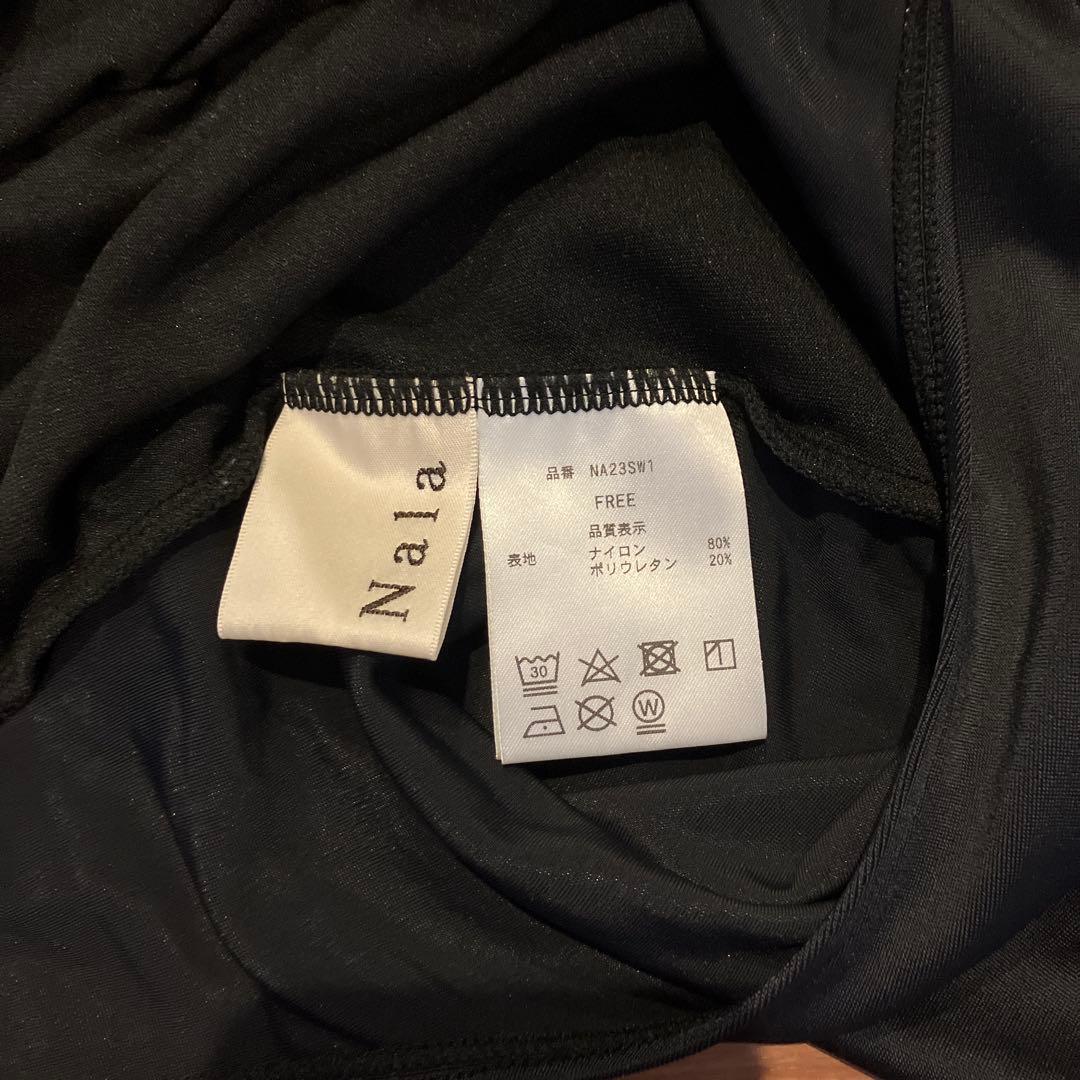 Nala
品番 NA23SW1
FREE
品質表示
表地 ナイロン 80%
ポリウレタン 20%
30
W